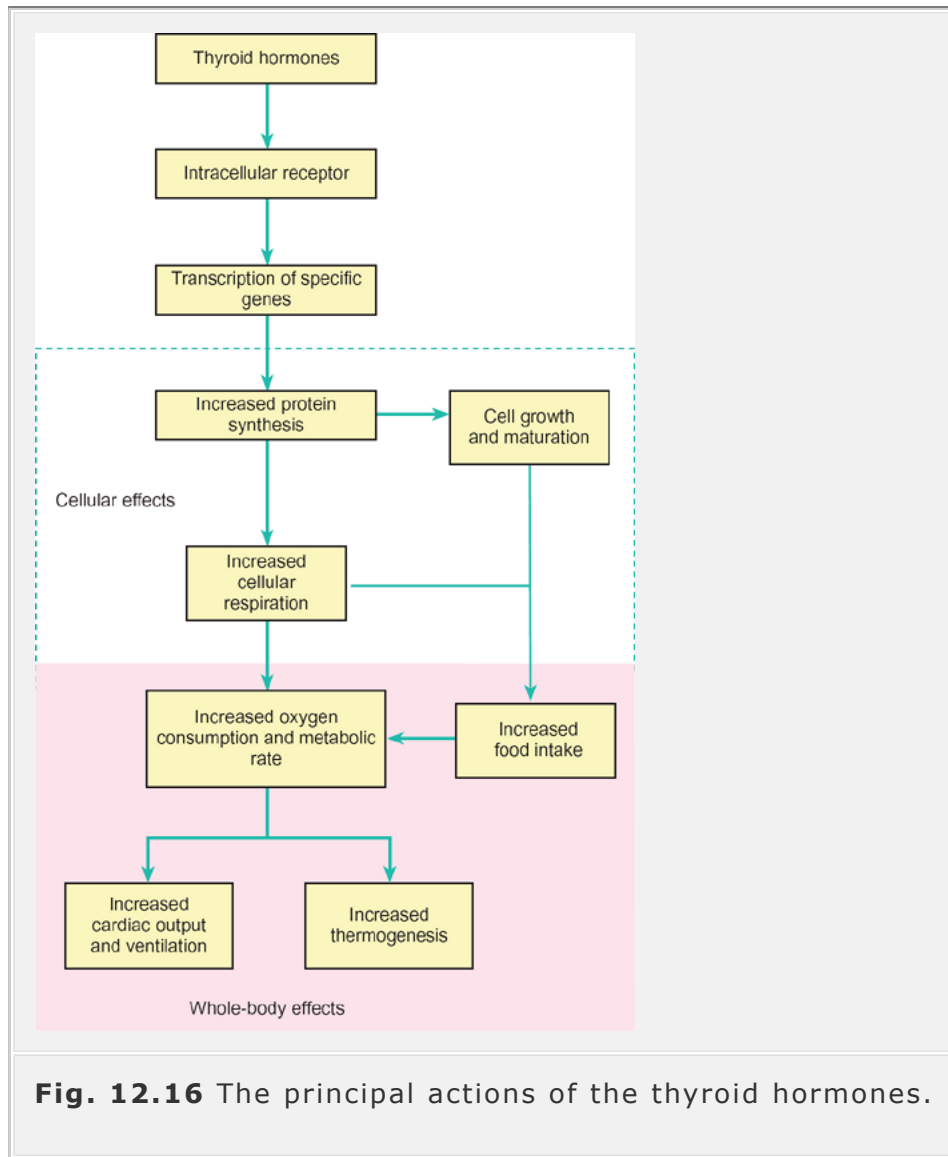 Thyroid hormones
Intracellular receptor
Transcription of specific
genes
Increased protein
synthesis
Cell growth
and maturation
Cellular effects
Increased
cellular
respiration
Increased oxygen
consumption and metabolic
rate
Increased
food intake
Increased
cardiac output
and ventilation
Increased
thermogenesis
Whole-body effects
Fig. 12.16 The principal actions of the thyroid hormones.